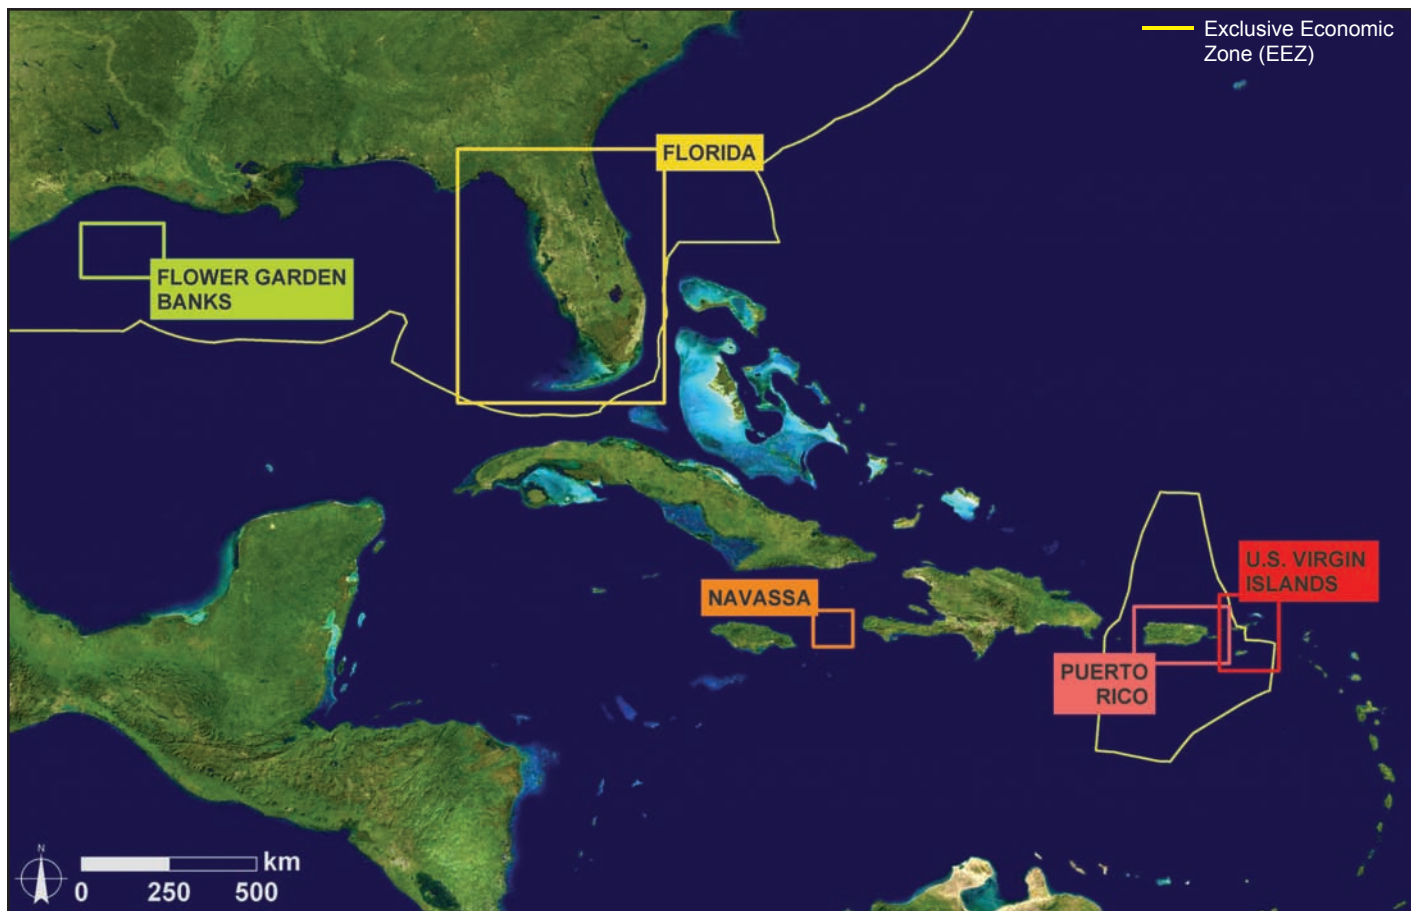 Exclusive Economic
Zone (EEZ)
FLORIDA
FLOWER GARDEN
BANKS
U.S. VIRGIN
ISLANDS
NAVASSA
PUERTO
RICO
N
km
0 250 500